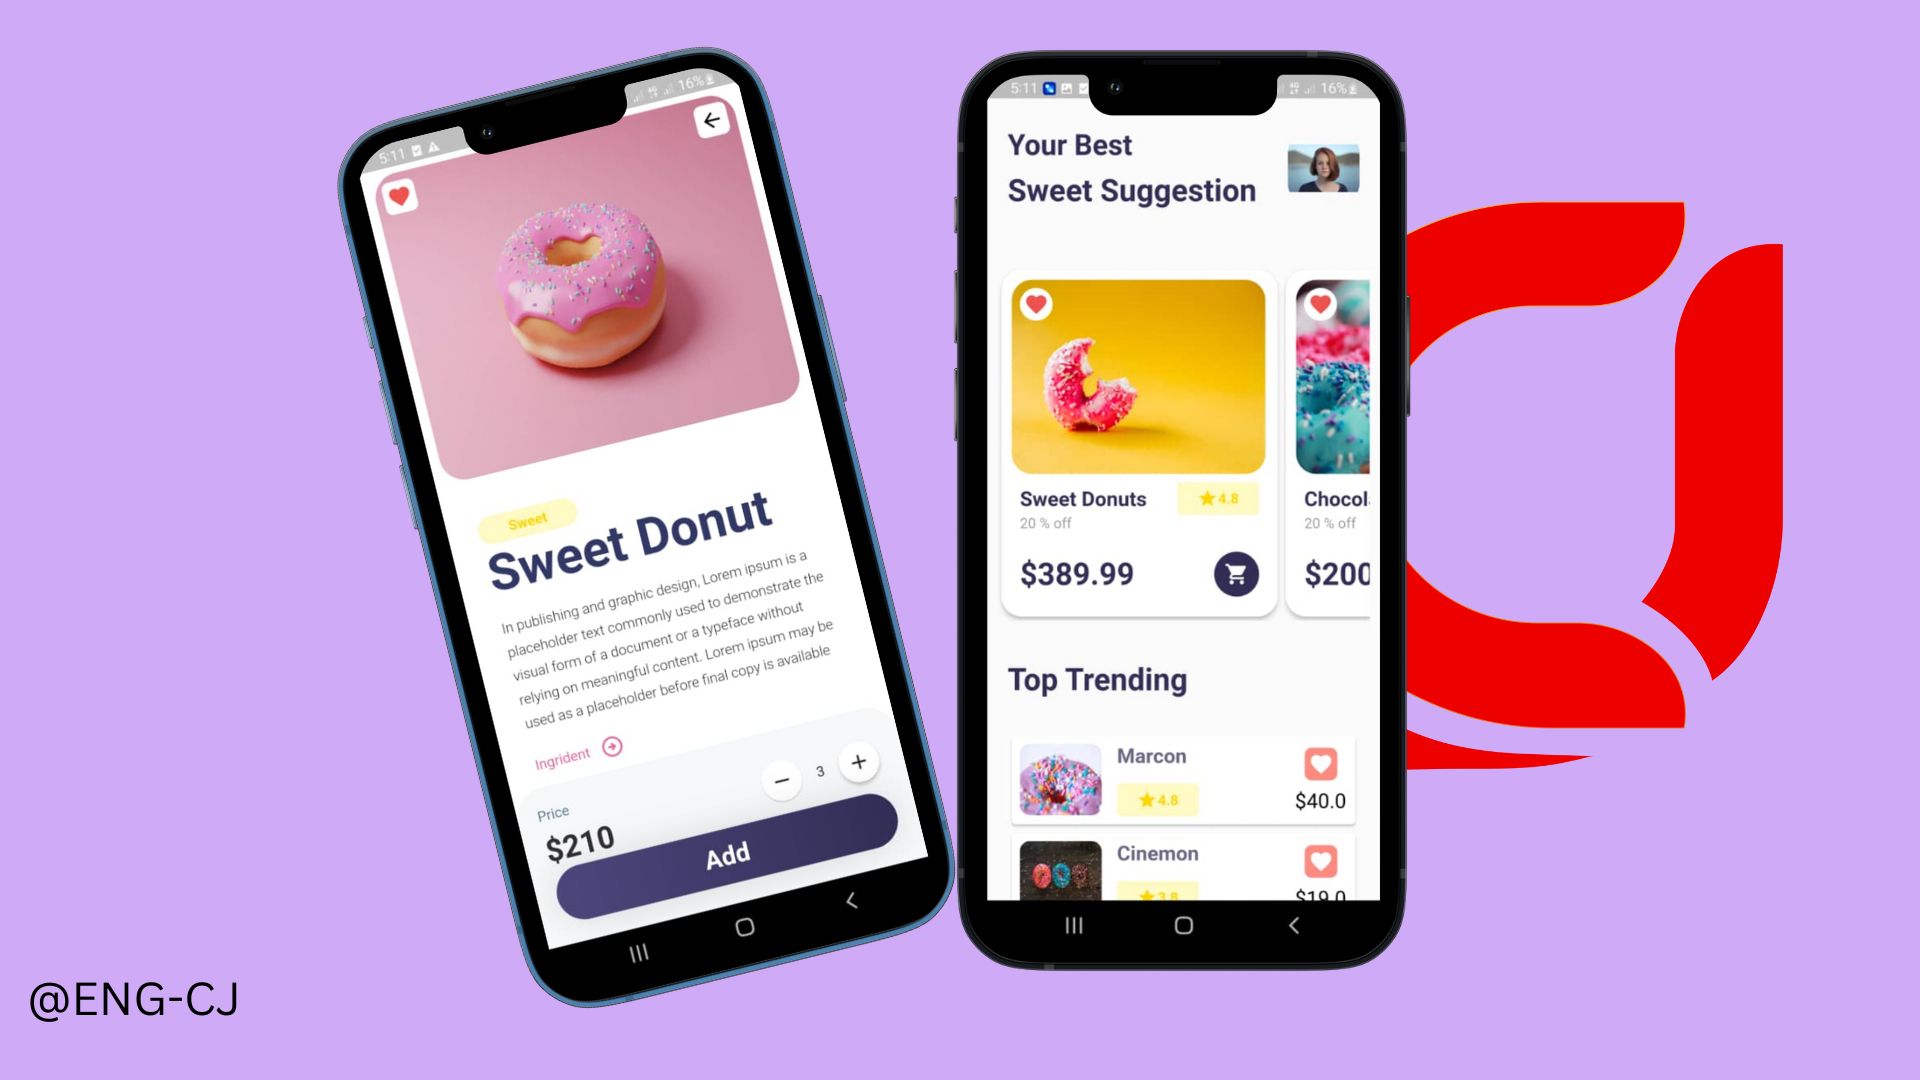 5:11
16%
Sweet
Sweet Donut
In publishing and graphic design, Lorem ipsum is a
placeholder text commonly used to demonstrate the
visual form of a document or a typeface without
relying on meaningful content. Lorem ipsum may be
used as a placeholder before final copy is available
Ingrident
3
Price
$210
Add
5:11
16%
Your Best
Sweet Suggestion
Sweet Donuts
4.8
20 % off
$389.99
Chocol
20 % off
$200
Top Trending
Marcon
4.8
$40.0
Cinemon
3.8
$19.0
@ENG-CJ